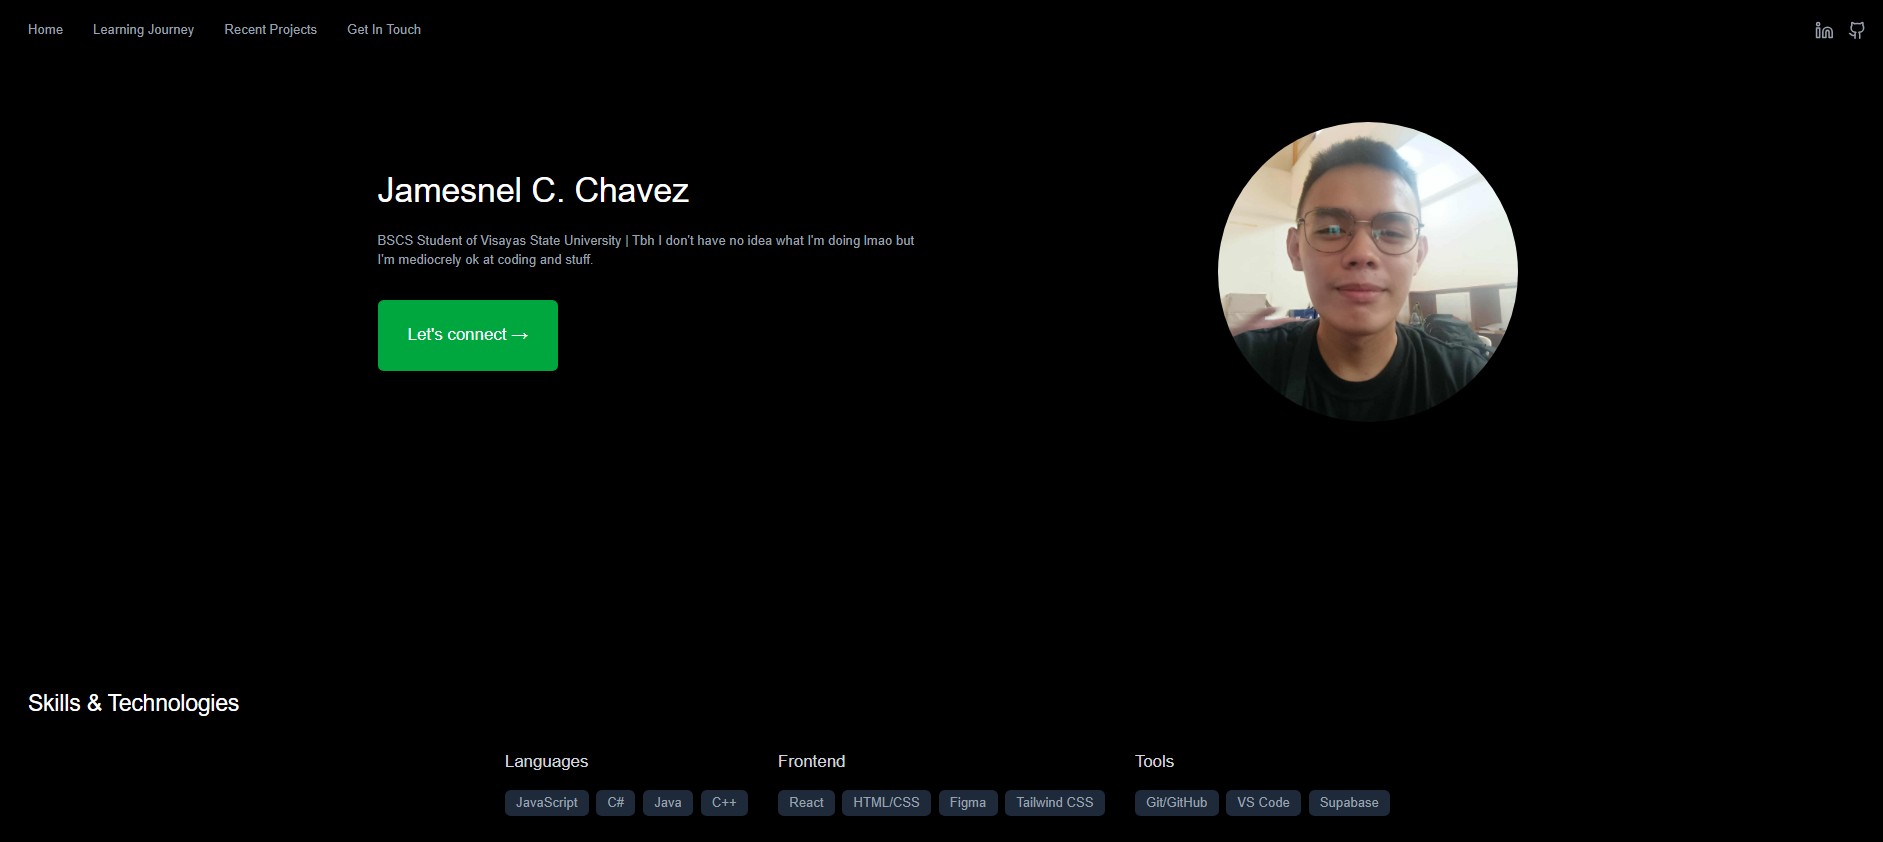 Home Learning Journey Recent Projects Get In Touch
Jamesnel C. Chavez
BSCS Student of Visayas State University | Tbh I don't have no idea what I'm doing lmao but
I'm mediocrely ok at coding and stuff.
Let's connect →
Skills & Technologies
Languages
JavaScript C# Java C++
Frontend
React HTML/CSS Figma Tailwind CSS
Tools
Git/GitHub VS Code Supabase